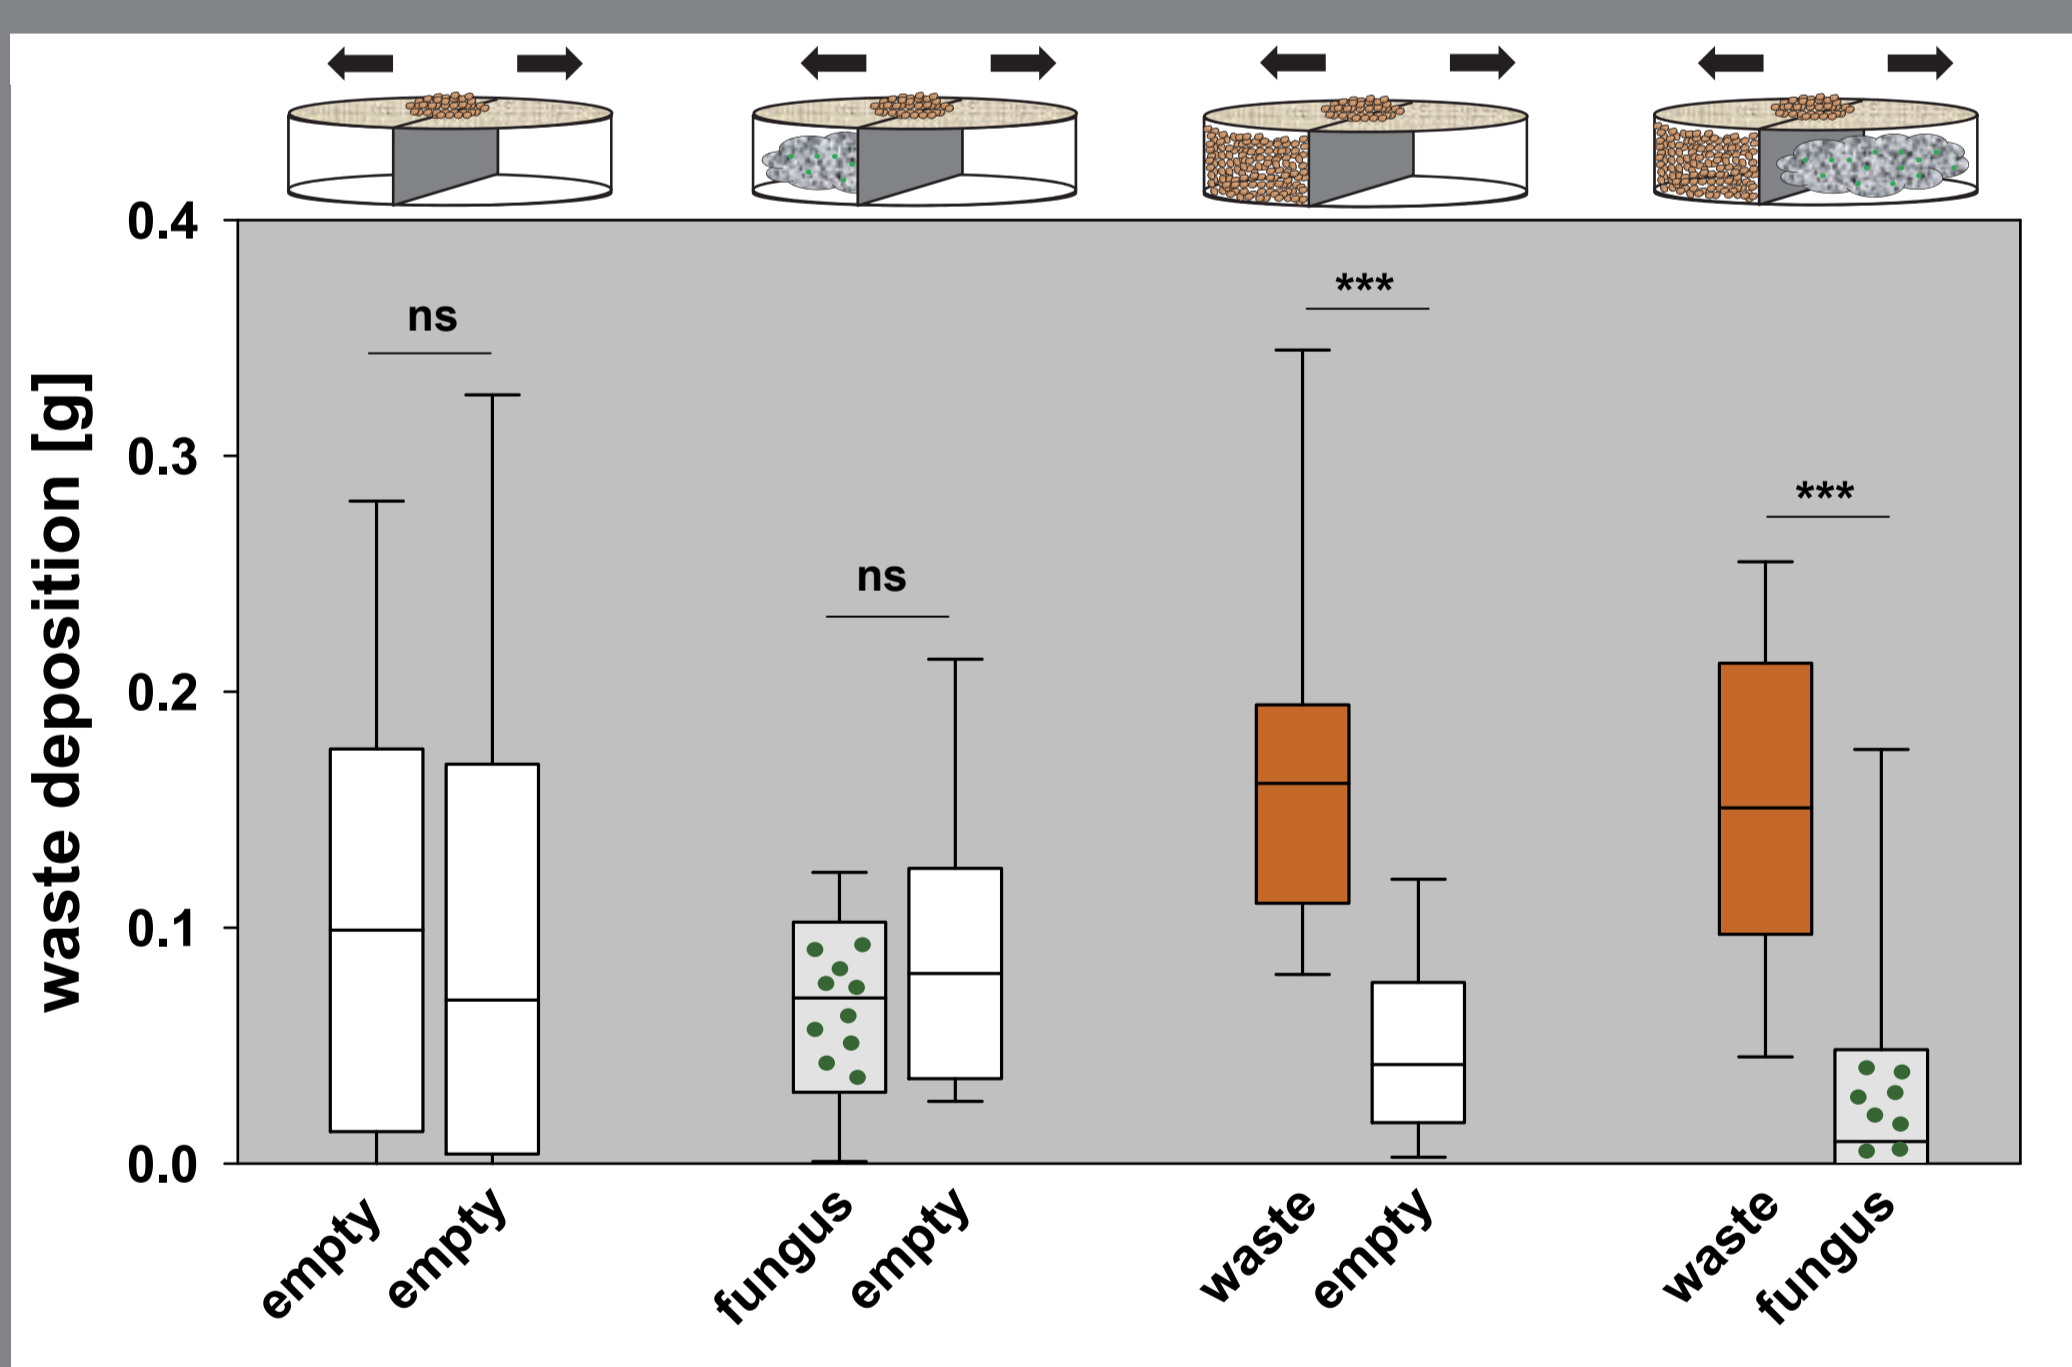 0.4
ns
***
0.3
***
ns
0.2
0.1
0.0
waste deposition [g]
empty
empty
fungus
empty
waste
empty
waste
fungus